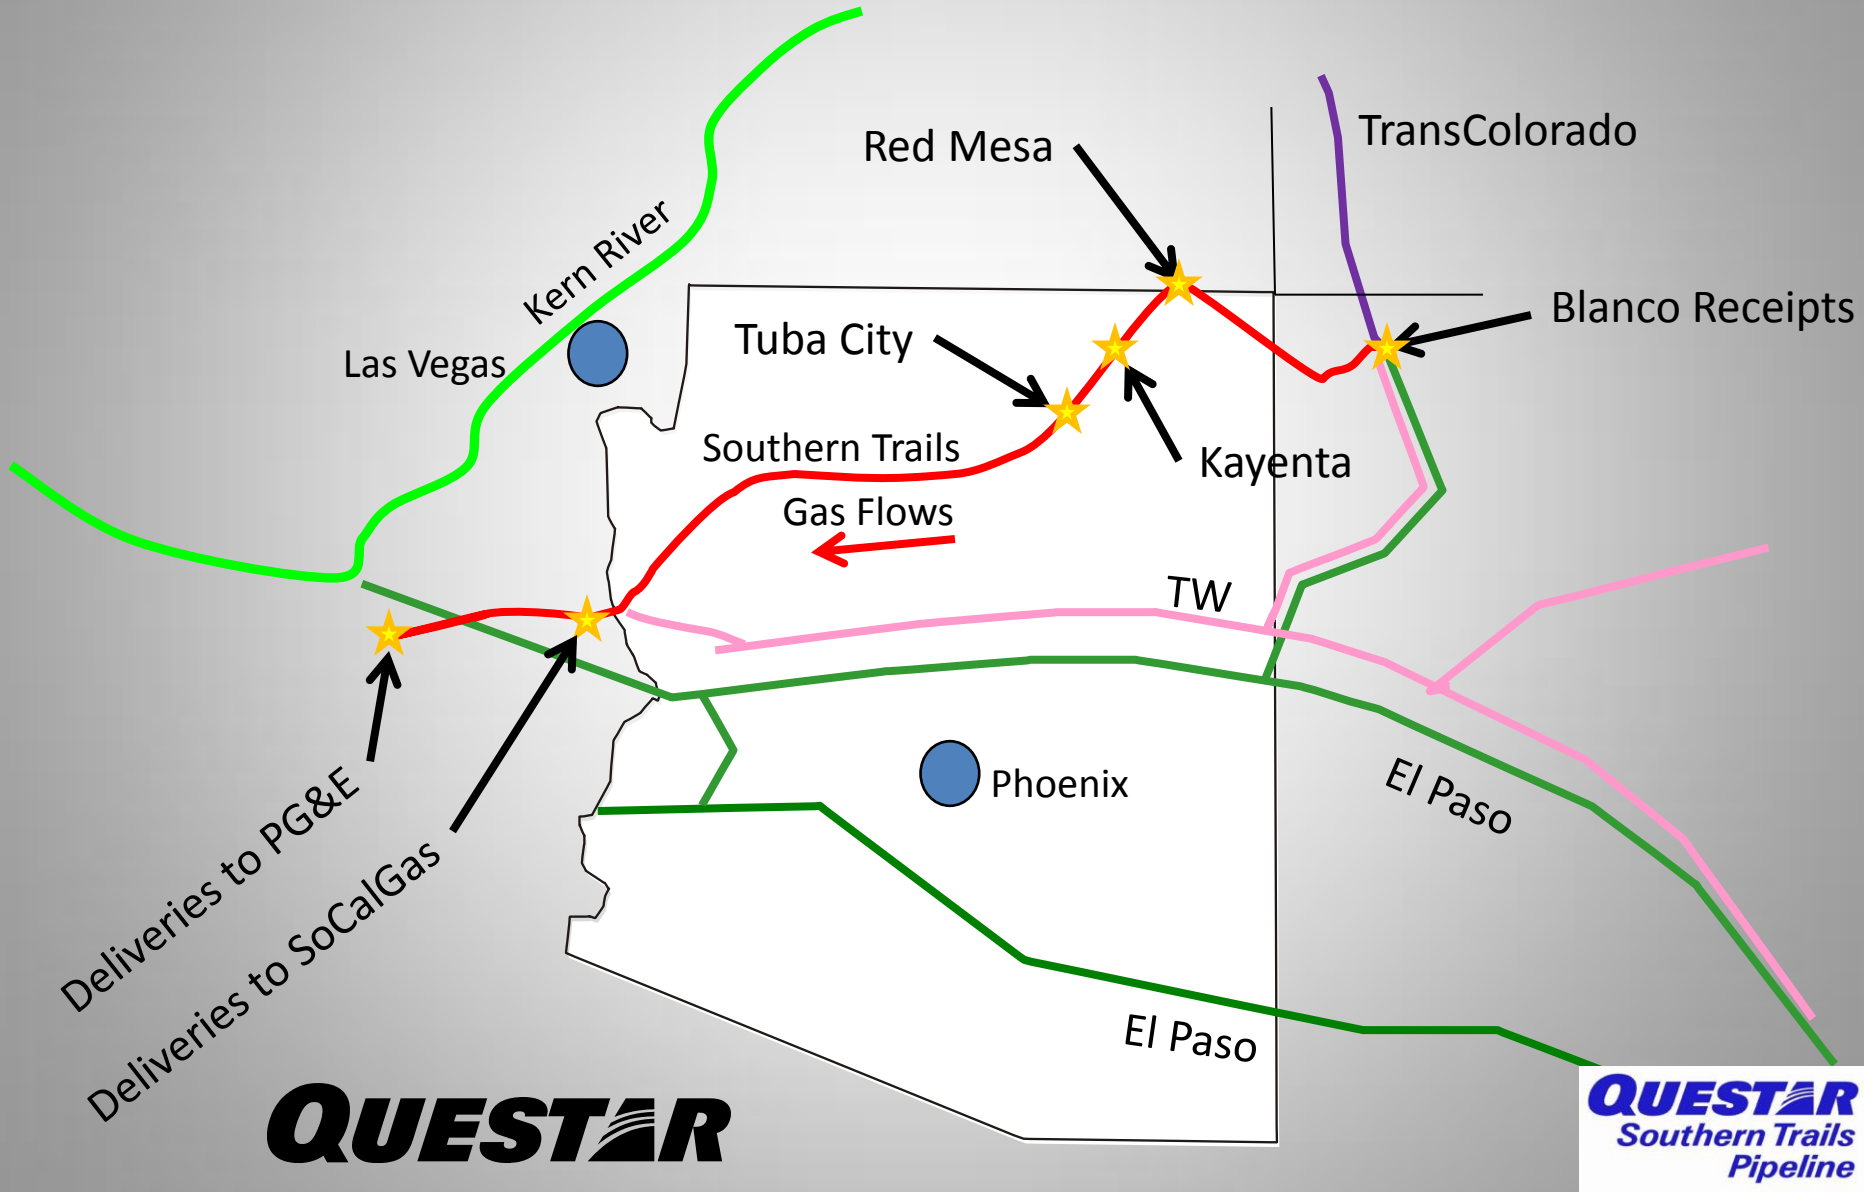 Red Mesa
TransColorado
Kern River
Las Vegas
Tuba City
Blanco Receipts
Southern Trails
Kayenta
Gas Flows
TW
Phoenix
El Paso
Deliveries to PG&E
Deliveries to SoCalGas
El Paso
QUESTAR
QUESTAR
Southern Trails
Pipeline